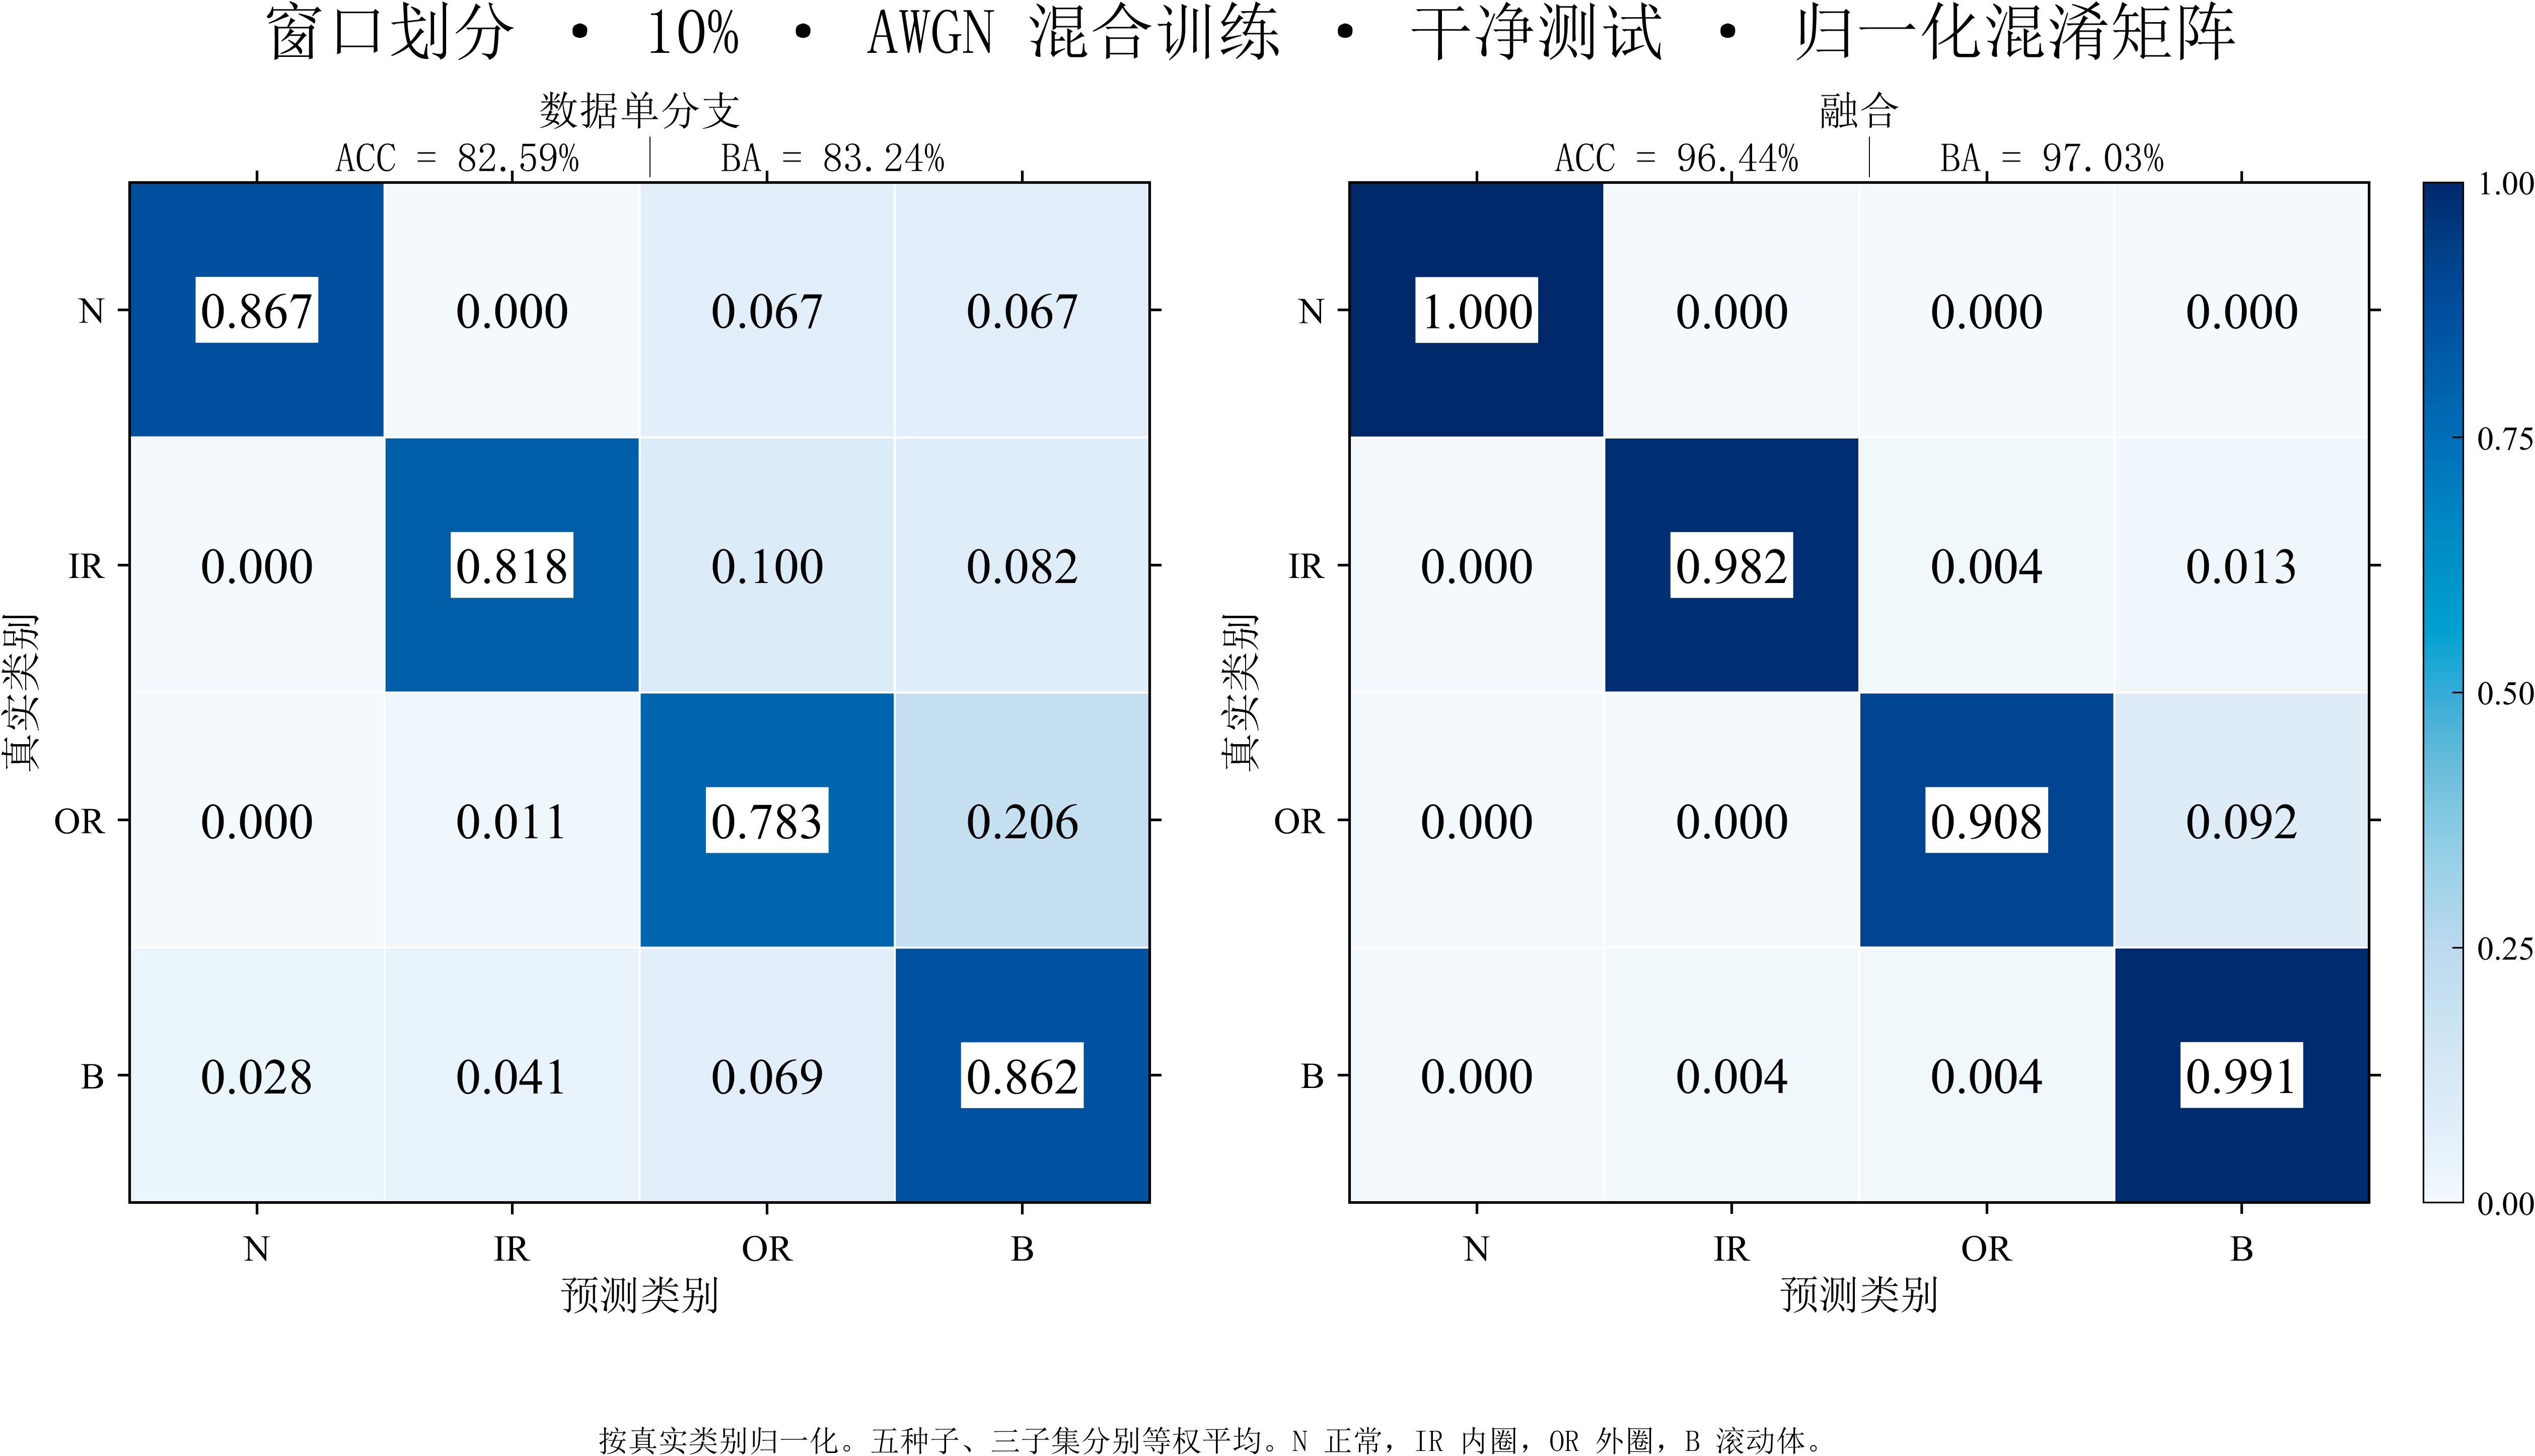 窗口划分 • 10% • AWGN 混合训练 • 干净测试 • 归一化混淆矩阵
数据单分支
ACC = 82.59% │ BA = 83.24%
N 0.867 0.000 0.067 0.067
IR 0.000 0.818 0.100 0.082
OR 0.000 0.011 0.783 0.206
B 0.028 0.041 0.069 0.862
N IR OR B
真实类别
预测类别
融合
ACC = 96.44% │ BA = 97.03%
N 1.000 0.000 0.000 0.000
IR 0.000 0.982 0.004 0.013
OR 0.000 0.000 0.908 0.092
B 0.000 0.004 0.004 0.991
N IR OR B
真实类别
预测类别
1.00
0.75
0.50
0.25
0.00
按真实类别归一化。五种子、三子集分别等权平均。N 正常，IR 内圈，OR 外圈，B 滚动体。